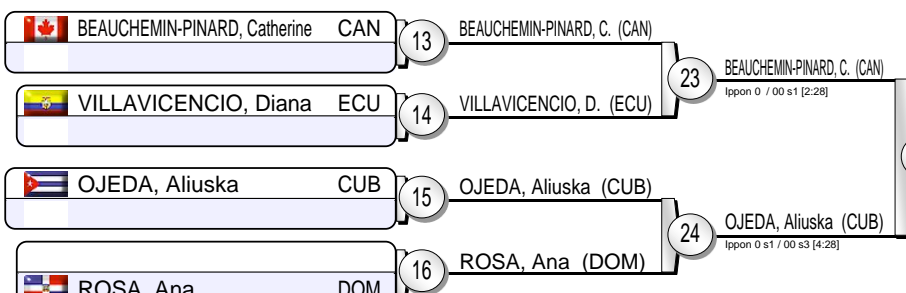 BEAUCHEMIN-PINARD, Catherine CAN
13
BEAUCHEMIN-PINARD, C. (CAN)
23
BEAUCHEMIN-PINARD, C. (CAN)
Ippon 0 / 00 s1 [2:28]
VILLAVICENCIO, Diana ECU
14
VILLAVICENCIO, D. (ECU)
OJEDA, Aliuska CUB
15
OJEDA, Aliuska (CUB)
24
OJEDA, Aliuska (CUB)
Ippon 0 s1 / 00 s3 [4:28]
16
ROSA, Ana (DOM)
ROSA, Ana DOM